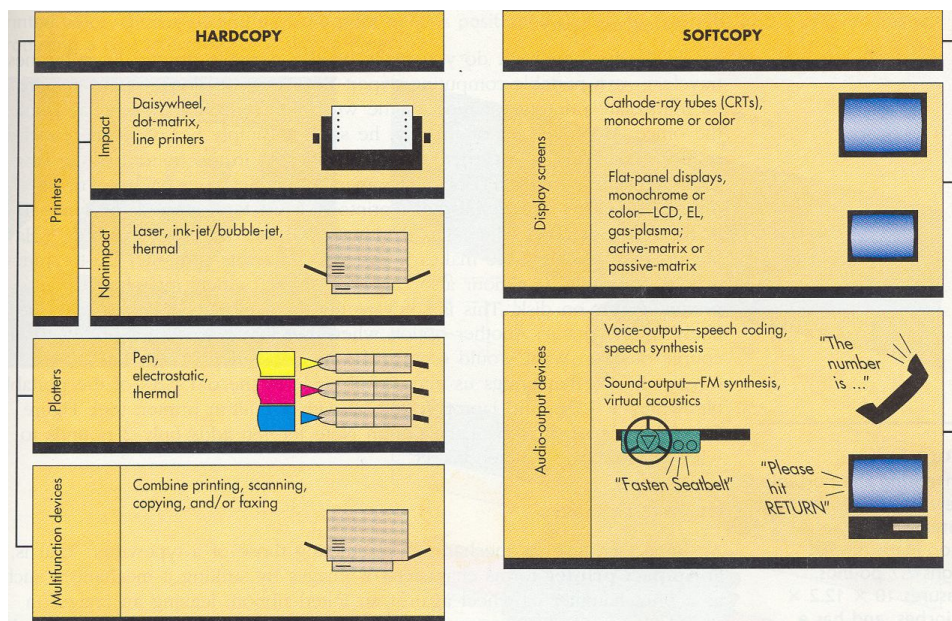 HARDCOPY
Printers
Impact
Daisywheel,
dot-matrix,
line printers
Nonimpact
Laser, ink-jet/bubble-jet,
thermal
Plotters
Pen,
electrostatic,
thermal
Multifunction devices
Combine printing, scanning,
copying, and/or faxing
SOFTCOPY
Display screens
Cathode-ray tubes (CRTs),
monochrome or color
Flat-panel displays,
monochrome or
color—LCD, EL,
gas-plasma;
active-matrix or
passive-matrix
Audio-output devices
Voice-output—speech coding,
speech synthesis
"The
number
is ..."
Sound-output—FM synthesis,
virtual acoustics
"Fasten Seatbelt"
"Please
hit
RETURN"